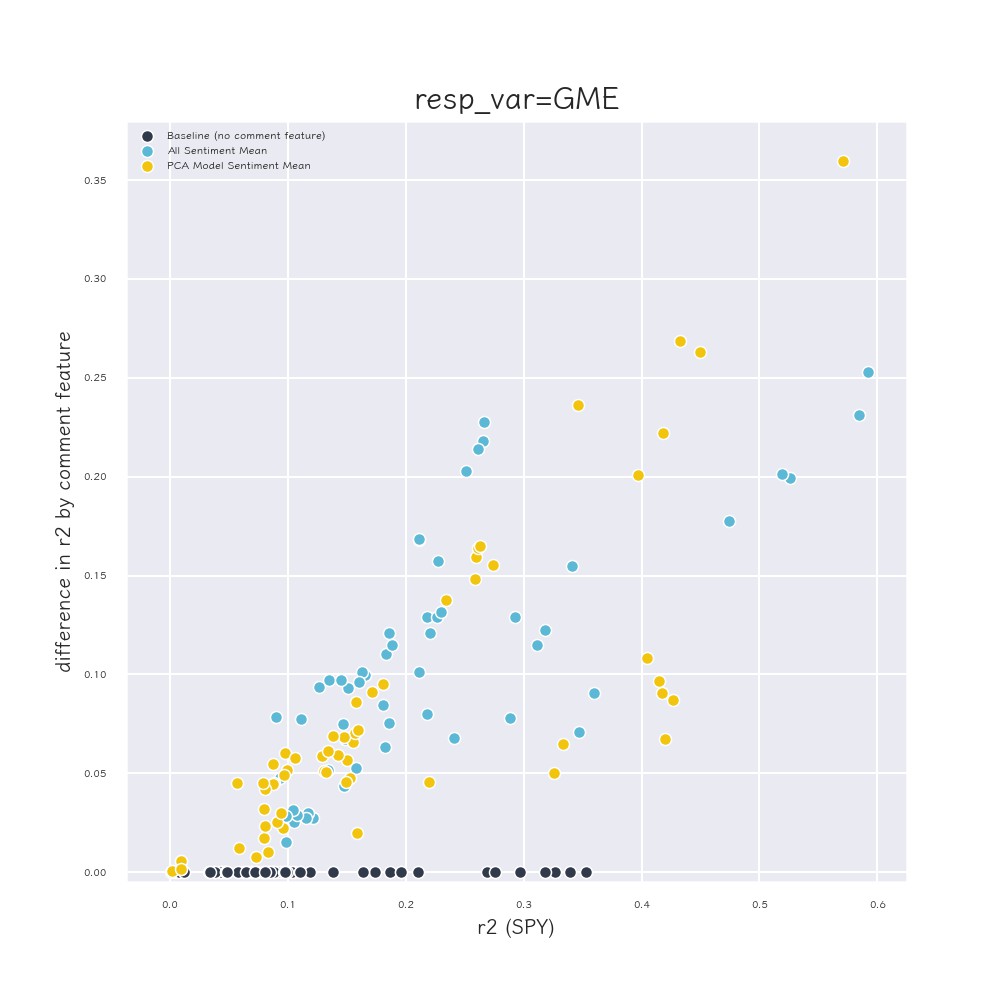 resp_var=GME
Baseline (no comment feature)
All Sentiment Mean
PCA Model Sentiment Mean
difference in r2 by comment feature
0.35
0.30
0.25
0.20
0.15
0.10
0.05
0.00
0.0 0.1 0.2 0.3 0.4 0.5 0.6
r2 (SPY)